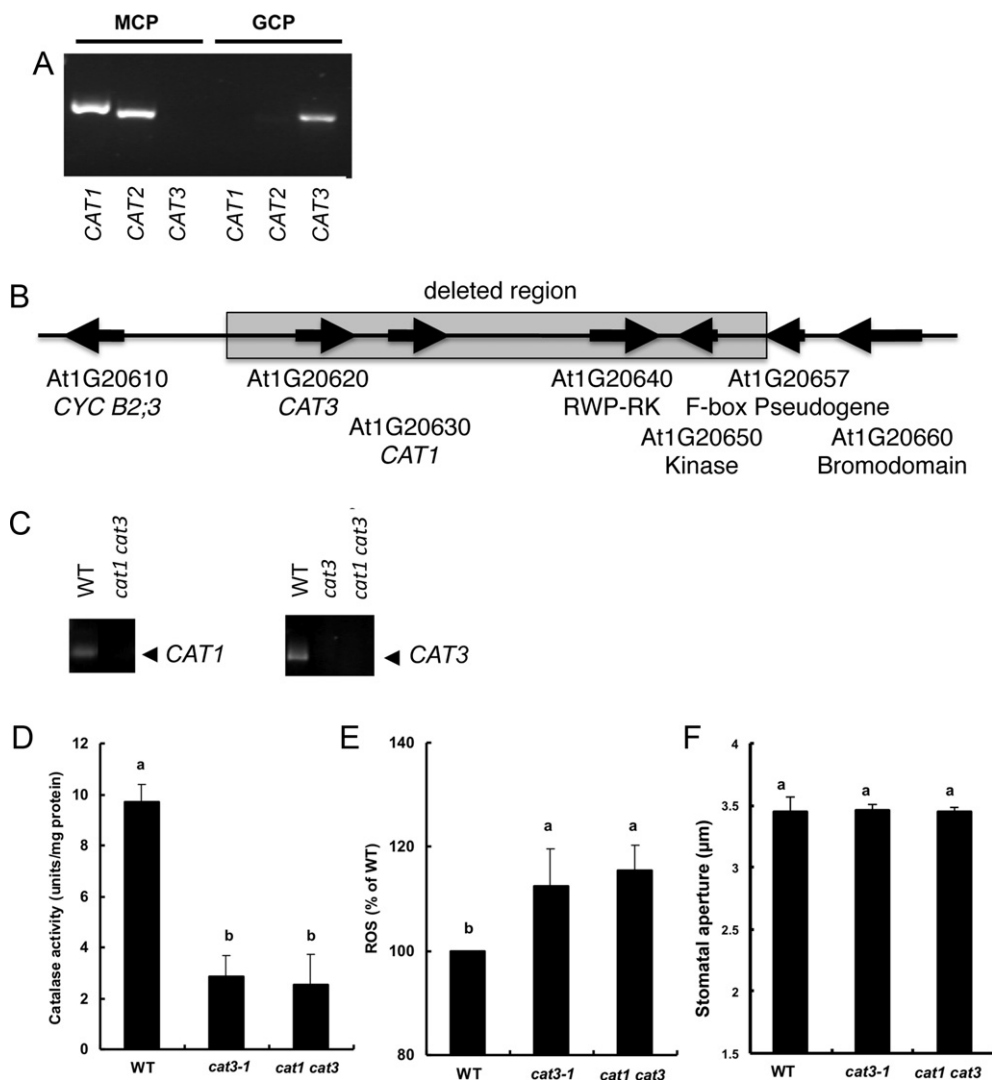 MCP GCP
A
CAT1 CAT2 CAT3 CAT1 CAT2 CAT3
B
deleted region
At1G20610 At1G20620 At1G20640 At1G20657
CYC B2;3 CAT3 RWP-RK F-box Pseudogene
At1G20630 At1G20650 At1G20660
CAT1 Kinase Bromodomain
C
WT cat1 cat3 WT cat3 cat1 cat3
CAT1 CAT3
D
Catalase activity (units/mg protein)
12
10
8
6
4
2
0
a
b
b
WT cat3-1 cat1 cat3
E
ROS (% of WT)
140
120
100
80
b
a
a
WT cat3-1 cat1 cat3
F
Stomatal aperture (µm)
4
3.5
3
2.5
2
1.5
a
a
a
WT cat3-1 cat1 cat3